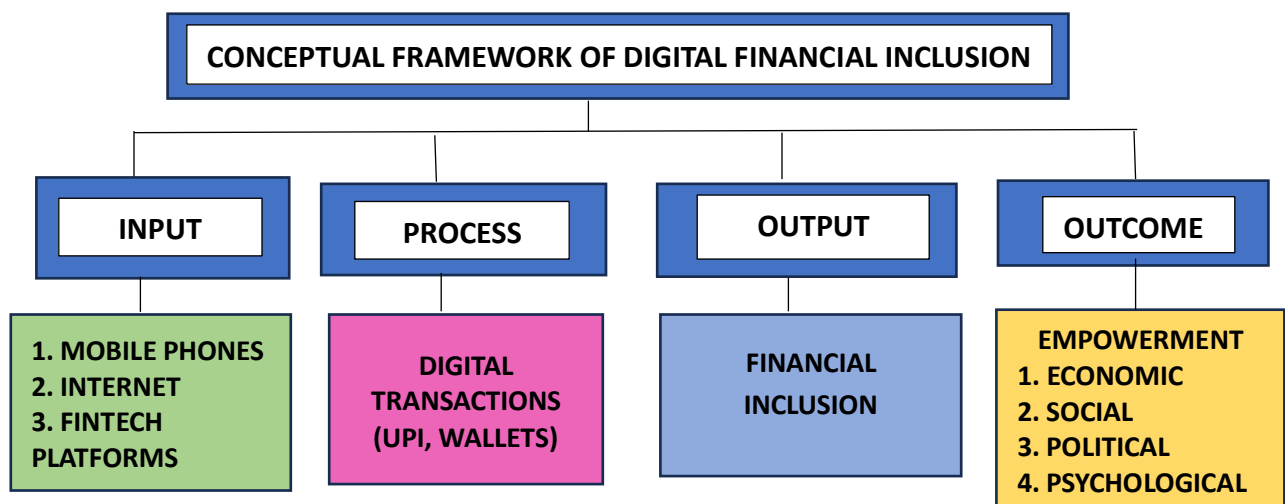 CONCEPTUAL FRAMEWORK OF DIGITAL FINANCIAL INCLUSION
INPUT
PROCESS
OUTPUT
OUTCOME
1. MOBILE PHONES
2. INTERNET
3. FINTECH
PLATFORMS
DIGITAL
TRANSACTIONS
(UPI, WALLETS)
FINANCIAL
INCLUSION
EMPOWERMENT
1. ECONOMIC
2. SOCIAL
3. POLITICAL
4. PSYCHOLOGICAL